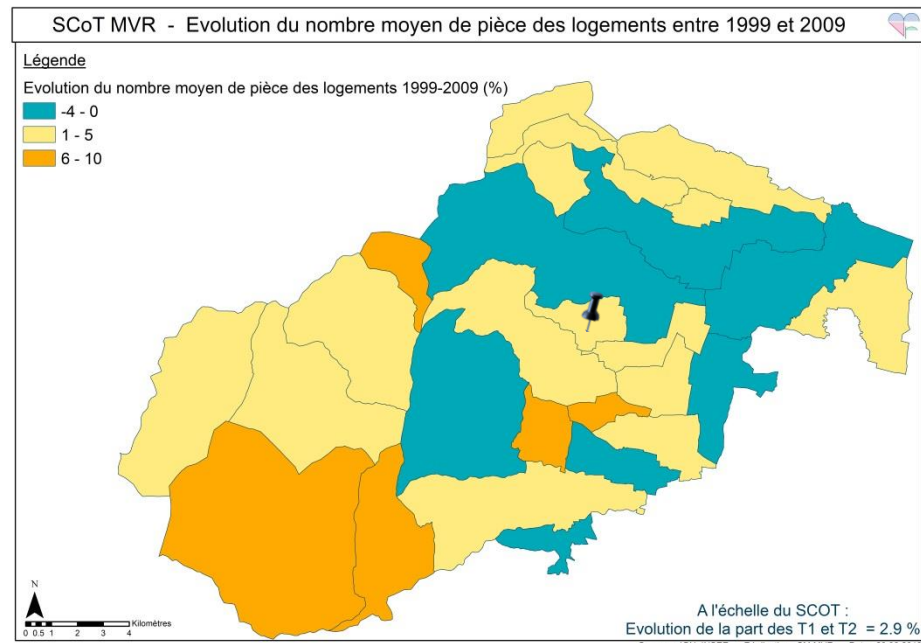 SCoT MVR - Evolution du nombre moyen de pièce des logements entre 1999 et 2009
Légende
Evolution du nombre moyen de pièce des logements 1999-2009 (%)
-4 - 0
1 - 5
6 - 10
N
0 0.5 1 2 3 4 Kilomètres
A l'échelle du SCOT :
Evolution de la part des T1 et T2 = 2.9 %